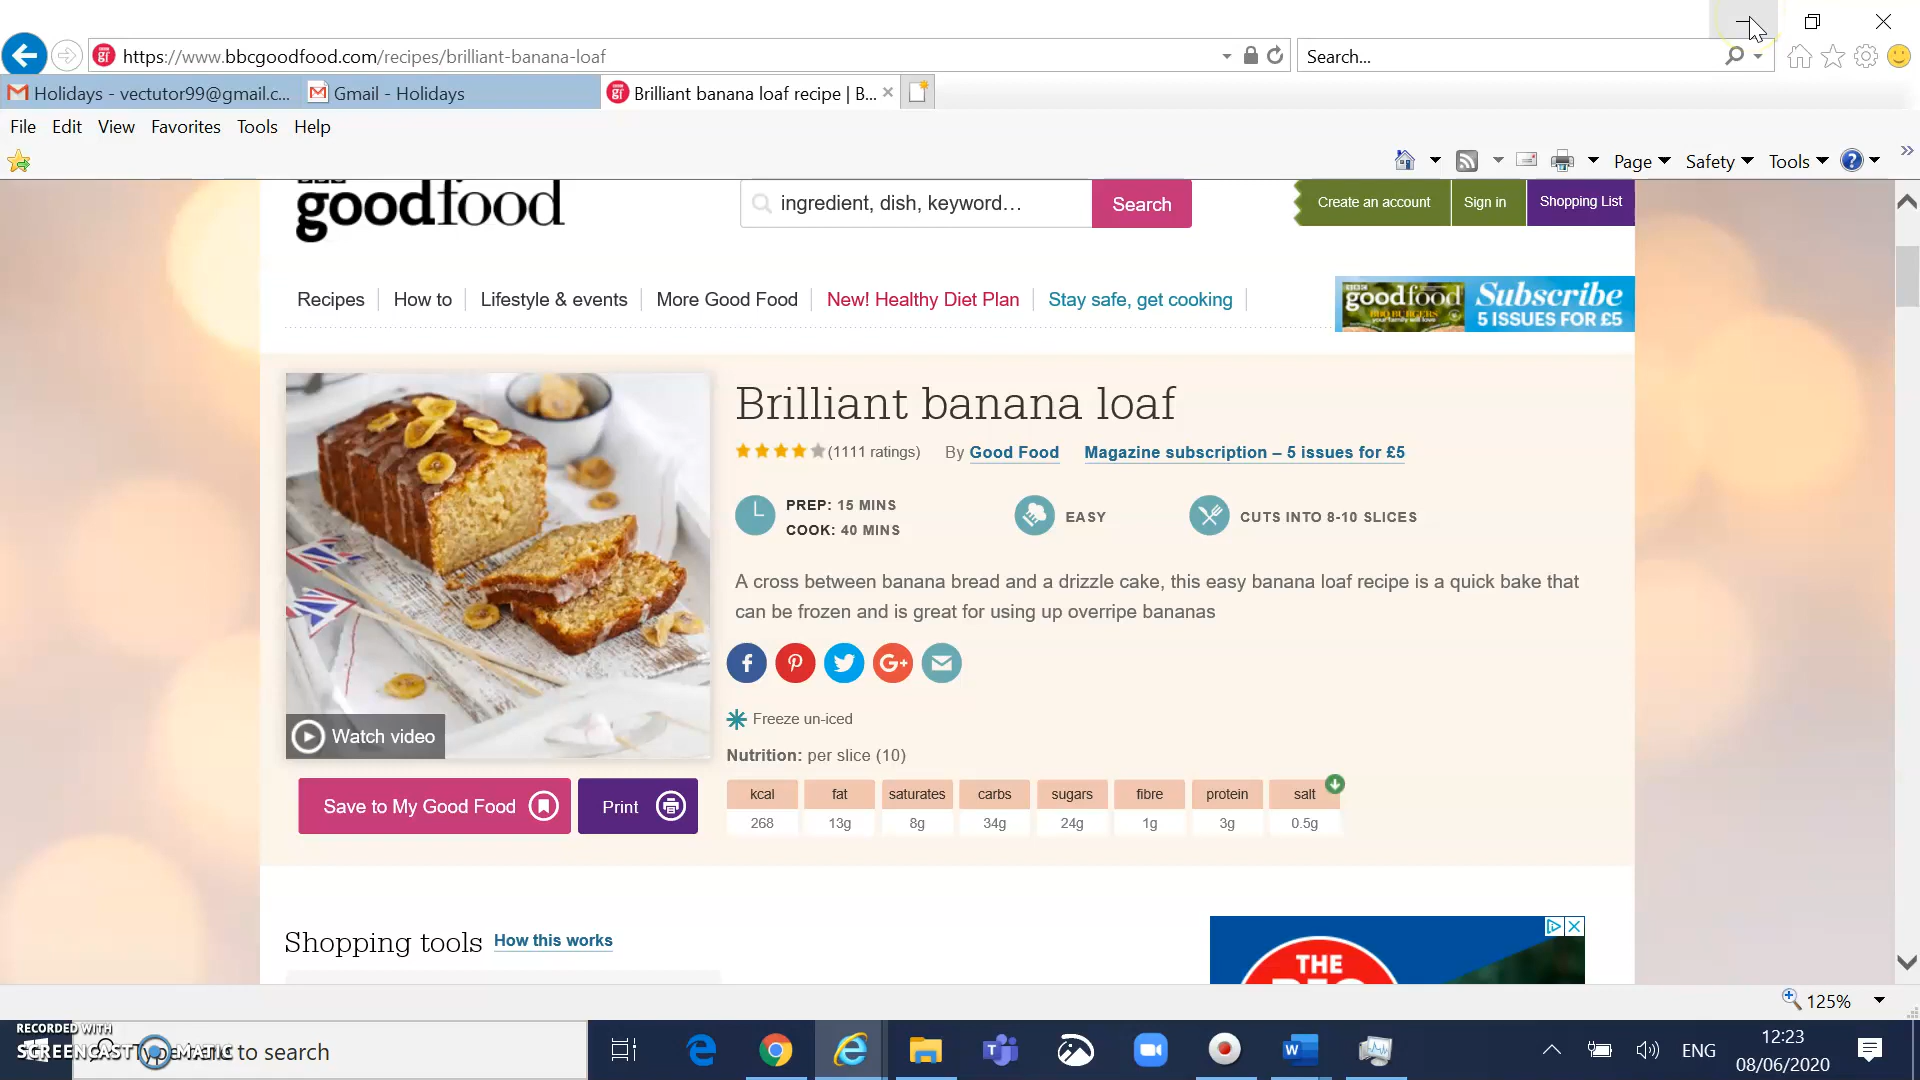 https://www.bbcgoodfood.com/recipes/brilliant-banana-loaf
Search...
Holidays - vectutor99@gmail.c...
Gmail - Holidays
Brilliant banana loaf recipe | B...
File Edit View Favorites Tools Help
Page Safety Tools
goodfood
ingredient, dish, keyword...
Search
Create an account
Sign in
Shopping List
Recipes
How to
Lifestyle & events
More Good Food
New! Healthy Diet Plan
Stay safe, get cooking
goodfood
Subscribe
5 ISSUES FOR £5
Brilliant banana loaf
(1111 ratings) By Good Food Magazine subscription – 5 issues for £5
PREP: 15 MINS
COOK: 40 MINS
EASY
CUTS INTO 8-10 SLICES
A cross between banana bread and a drizzle cake, this easy banana loaf recipe is a quick bake that
can be frozen and is great for using up overripe bananas
G+
Freeze un-iced
Watch video
Nutrition: per slice (10)
Save to My Good Food
Print
kcal fat saturates carbs sugars fibre protein salt
268 13g 8g 34g 24g 1g 3g 0.5g
Shopping tools How this works
THE
125%
RECORDED WITH
SCREENCAST MATIC
to search
ENG
12:23
08/06/2020